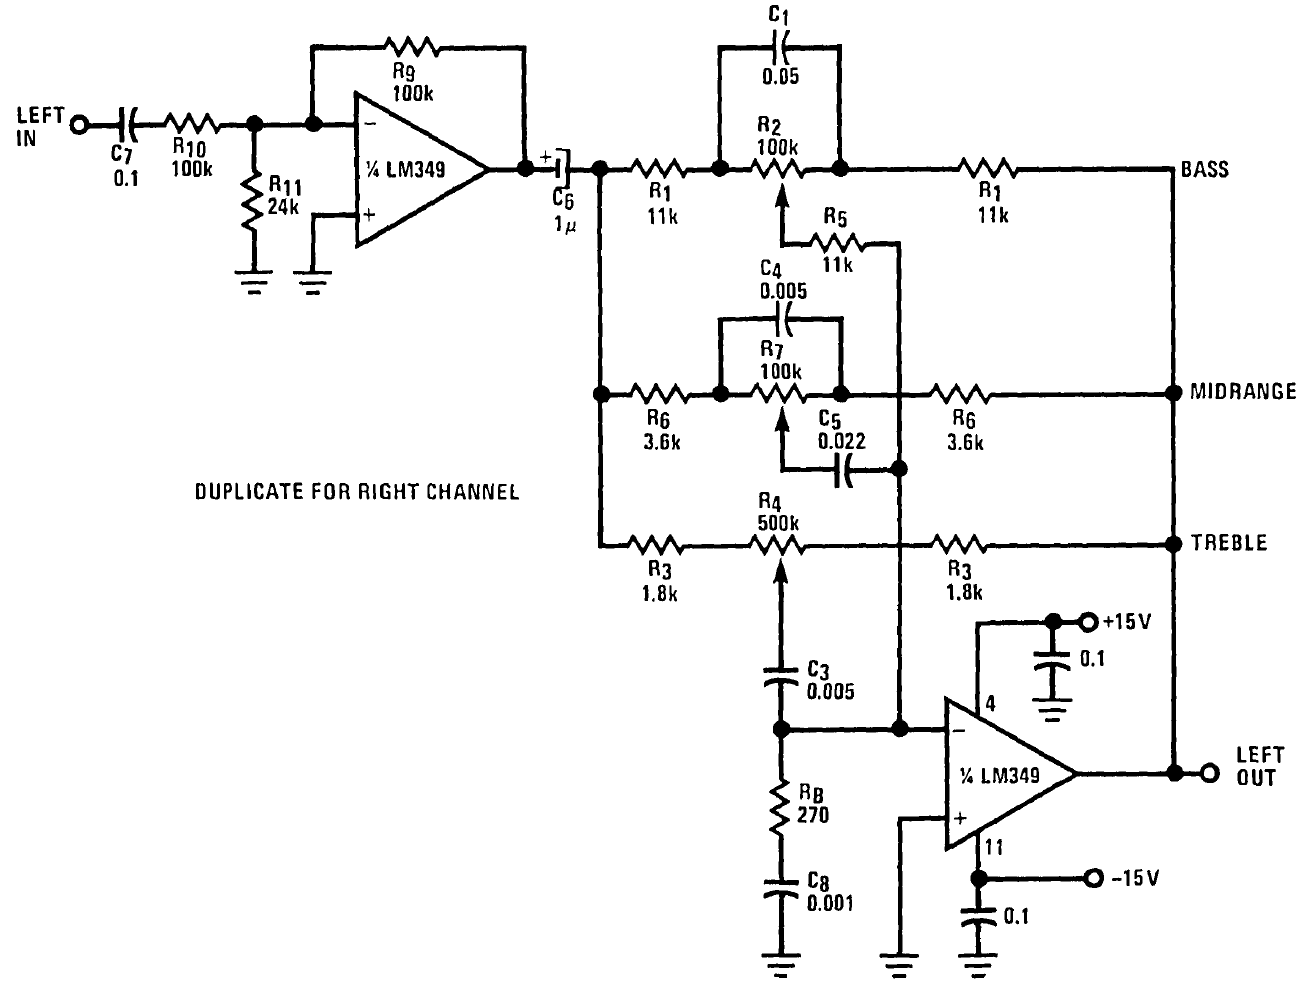 C1
0.05
R9
100k
LEFT
IN
C7
0.1
R10
100k
R11
24k
−
¼ LM349
+
+
C6
1μ
R1
11k
R2
100k
R1
11k
BASS
R5
11k
C4
0.005
R7
100k
R6
3.6k
C5
0.022
R6
3.6k
MIDRANGE
DUPLICATE FOR RIGHT CHANNEL
R4
500k
R3
1.8k
R3
1.8k
TREBLE
+15V
0.1
C3
0.005
4
−
¼ LM349
+
11
LEFT
OUT
R8
270
C8
0.001
−15V
0.1